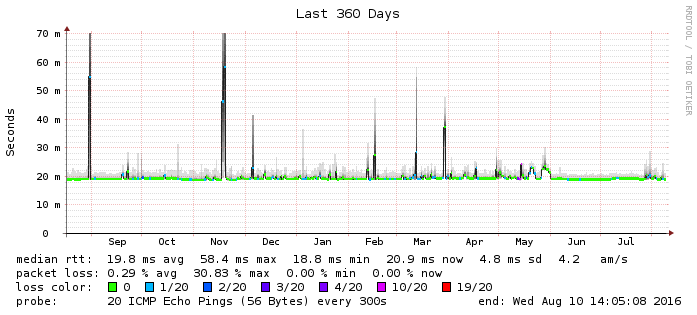 Last 360 Days
RRDTOOL / TOBI OETIKER
Seconds
70 m
60 m
50 m
40 m
30 m
20 m
10 m
0
Sep Oct Nov Dec Jan Feb Mar Apr May Jun Jul
median rtt: 19.8 ms avg 58.4 ms max 18.8 ms min 20.9 ms now 4.8 ms sd 4.2 am/s
packet loss: 0.29 % avg 30.83 % max 0.00 % min 0.00 % now
loss color: 0 1/20 2/20 3/20 4/20 10/20 19/20
probe: 20 ICMP Echo Pings (56 Bytes) every 300s end: Wed Aug 10 14:05:08 2016